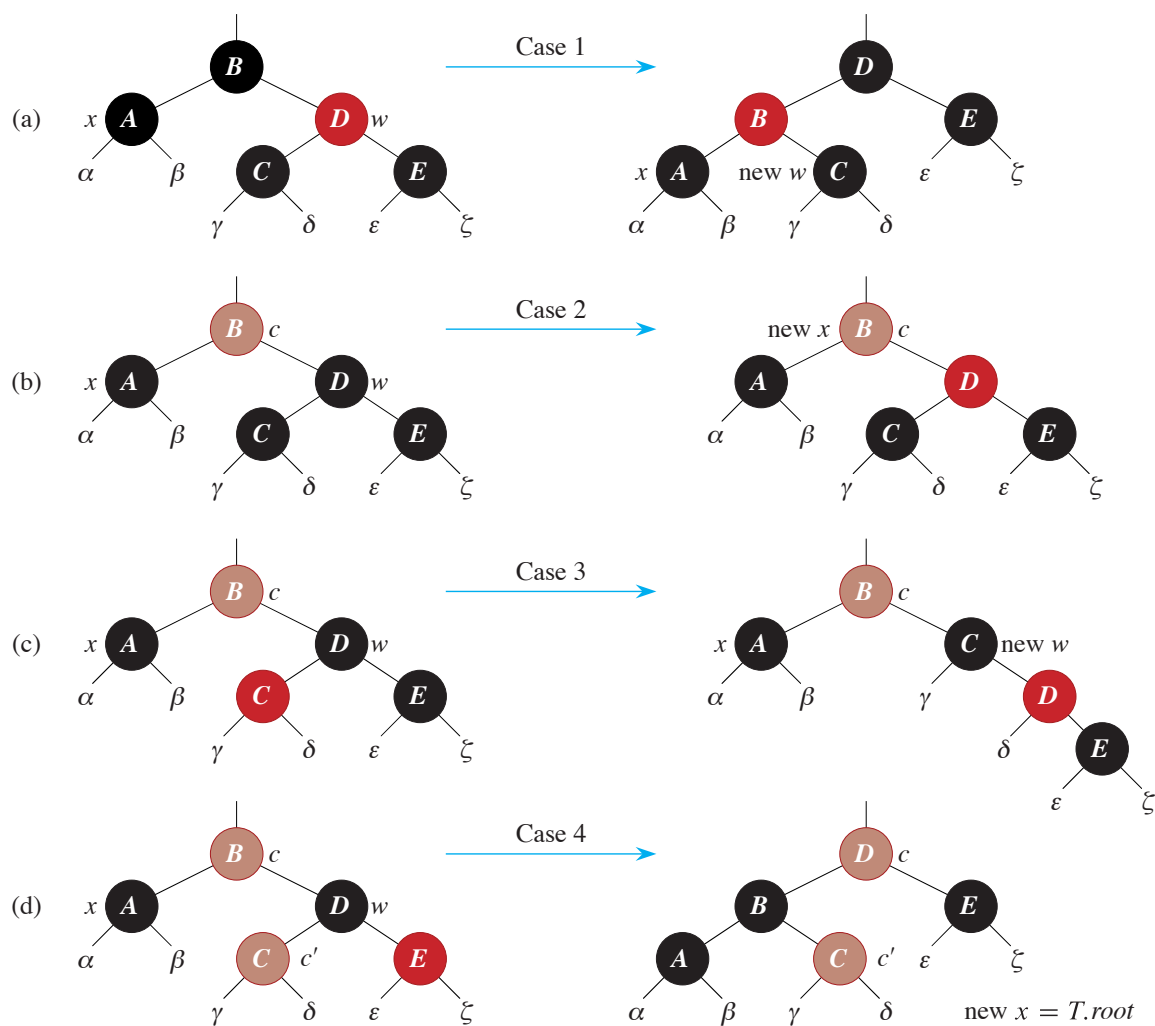 Case 1
B D
(a) x A D w B E
α β C E x A new w C ε ζ
γ δ ε ζ α β γ δ
Case 2
B c new x B c
(b) x A D w A D
α β C E α β C E
γ δ ε ζ γ δ ε ζ
Case 3
B c B c
(c) x A D w x A C new w
α β C E α β γ D
γ δ ε ζ δ E
ε ζ
Case 4
B c D c
(d) x A D w B E
α β C c′ E A C c′ ε ζ
γ δ ε ζ α β γ δ new x = T.root